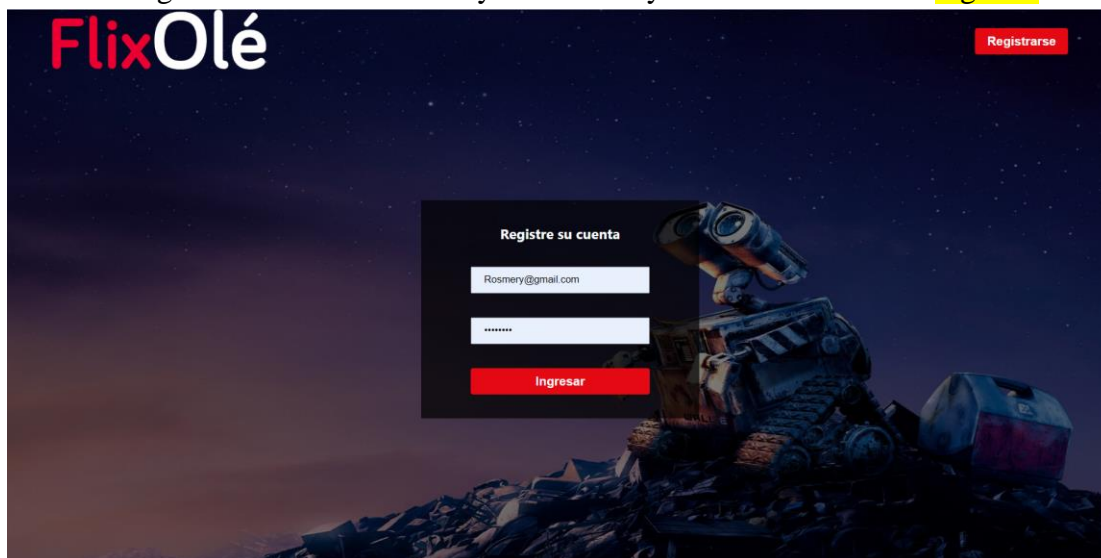 FlixOlé
Registrarse
Registre su cuenta
Rosmery@gmail.com
••••••••
Ingresar